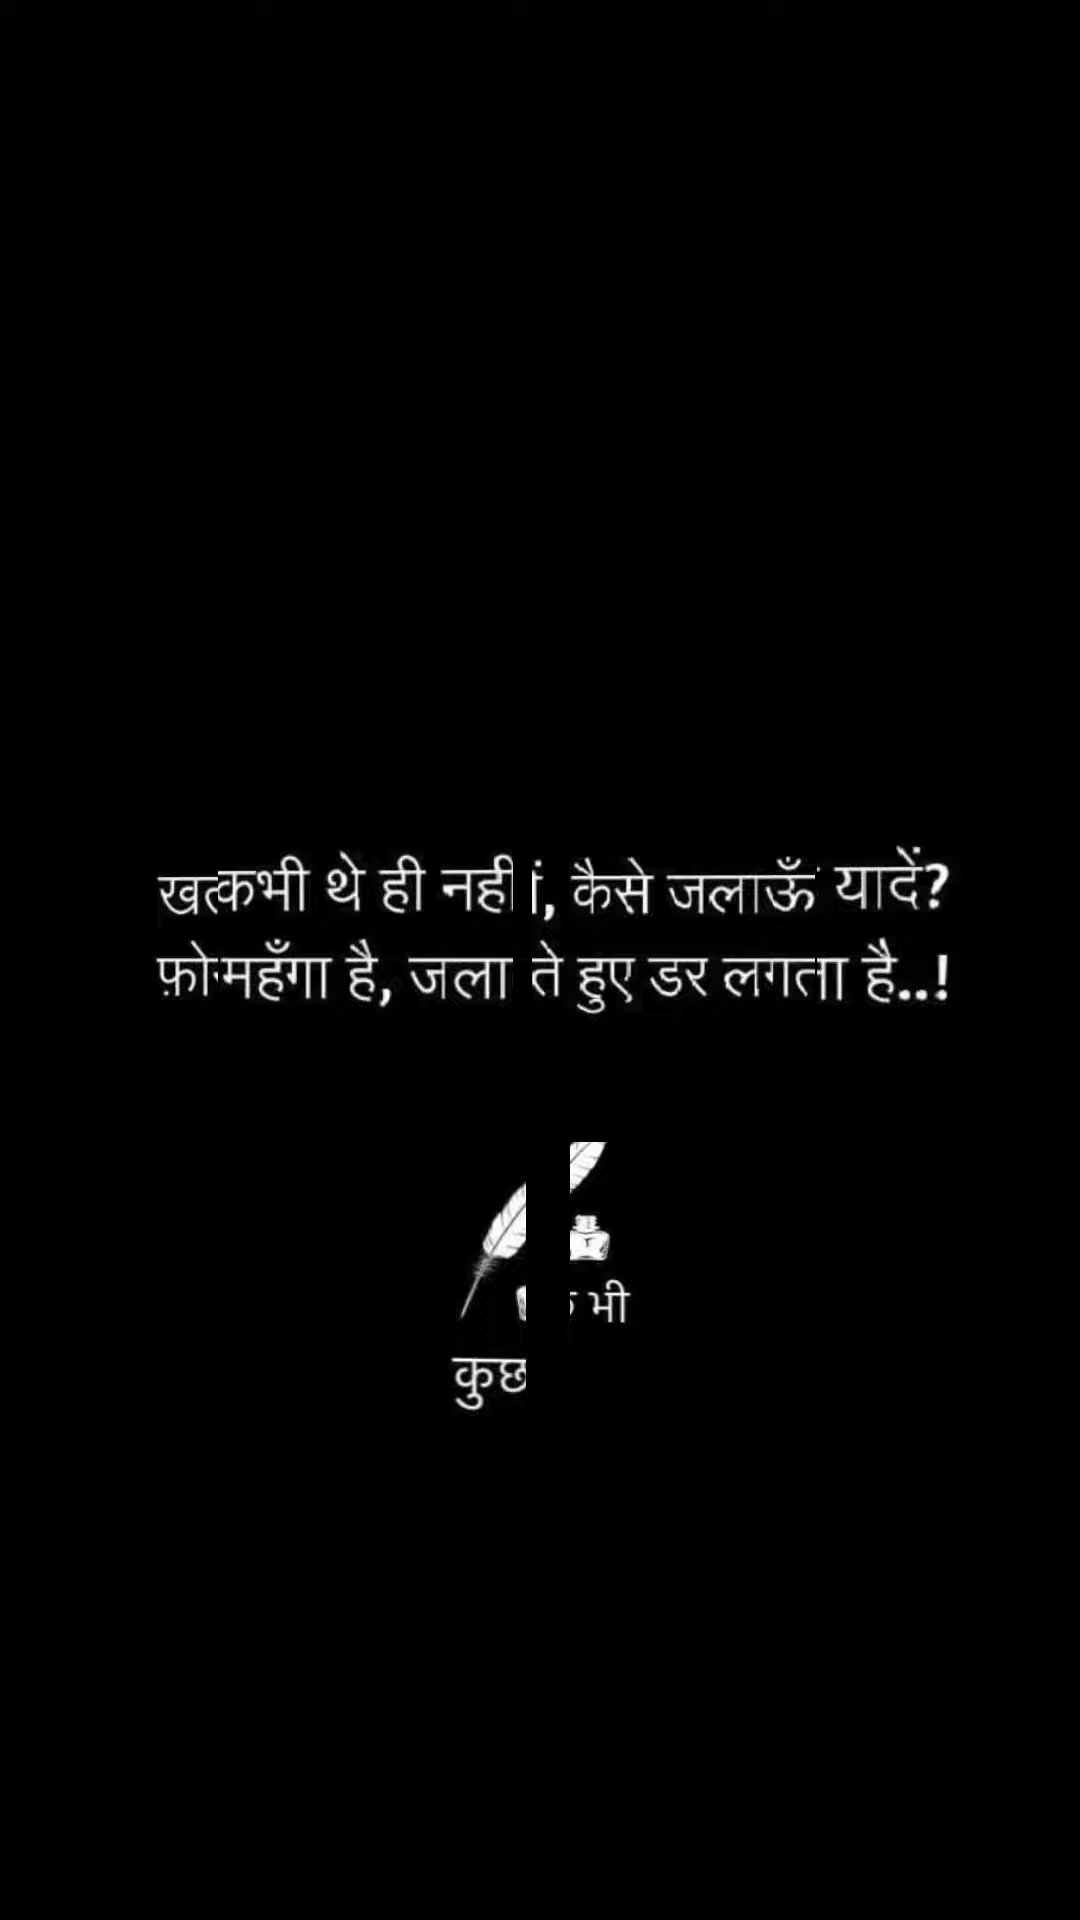 खत कभी थे ही नहीं, कैसे जलाऊँ यादें?
फ़ोन महँगा है, जलाते हुए डर लगता है..!
भी
कुछ